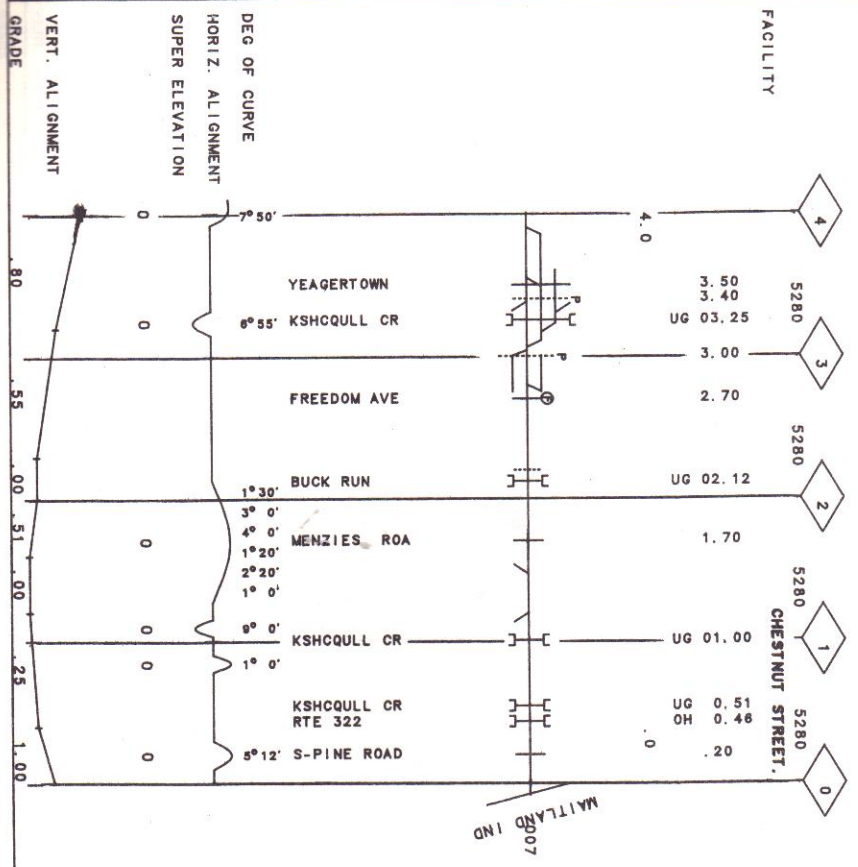 FACILITY
4
3
2
1
0
5280
5280
5280
5280
CHESTNUT STREET.
4.0
3.50
3.40
UG 03.25
3.00
2.70
UG 02.12
1.70
UG 01.00
UG 0.51
OH 0.46
.20
.0
P
P
P
MAITLAND IND
007
YEAGERTOWN
KSHCQULL CR
FREEDOM AVE
BUCK RUN
MENZIES ROA
KSHCQULL CR
KSHCQULL CR
RTE 322
S-PINE ROAD
DEG OF CURVE
7°50'
6°55'
1°30'
3° 0'
4° 0'
1°20'
2°20'
1° 0'
9° 0'
1° 0'
5°12'
HORIZ. ALIGNMENT
SUPER ELEVATION
0
0
0
0
0
0
VERT. ALIGNMENT
GRADE
.80
.55
.00
.51
.00
.25
1.00